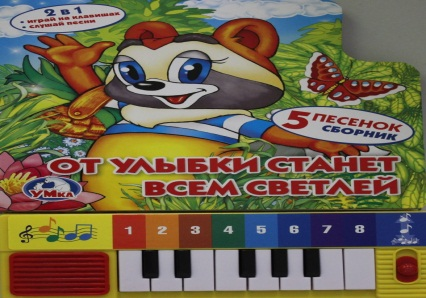 2 В 1
• играй на клавишах
• слушай песни
5 ПЕСЕНОК
СБОРНИК
ОТ УЛЫБКИ СТАНЕТ
ВСЕМ СВЕТЛЕЙ
УМКА
1 2 3 4 5 6 7 8